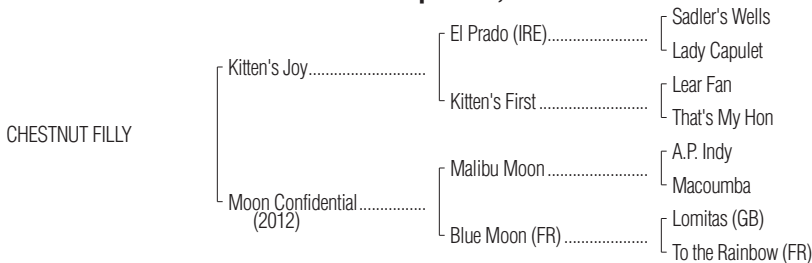 Sadler's Wells
El Prado (IRE)
Lady Capulet
Kitten's Joy
Lear Fan
Kitten's First
That's My Hon
CHESTNUT FILLY
A.P. Indy
Malibu Moon
Macoumba
Moon Confidential
(2012)
Lomitas (GB)
Blue Moon (FR)
To the Rainbow (FR)